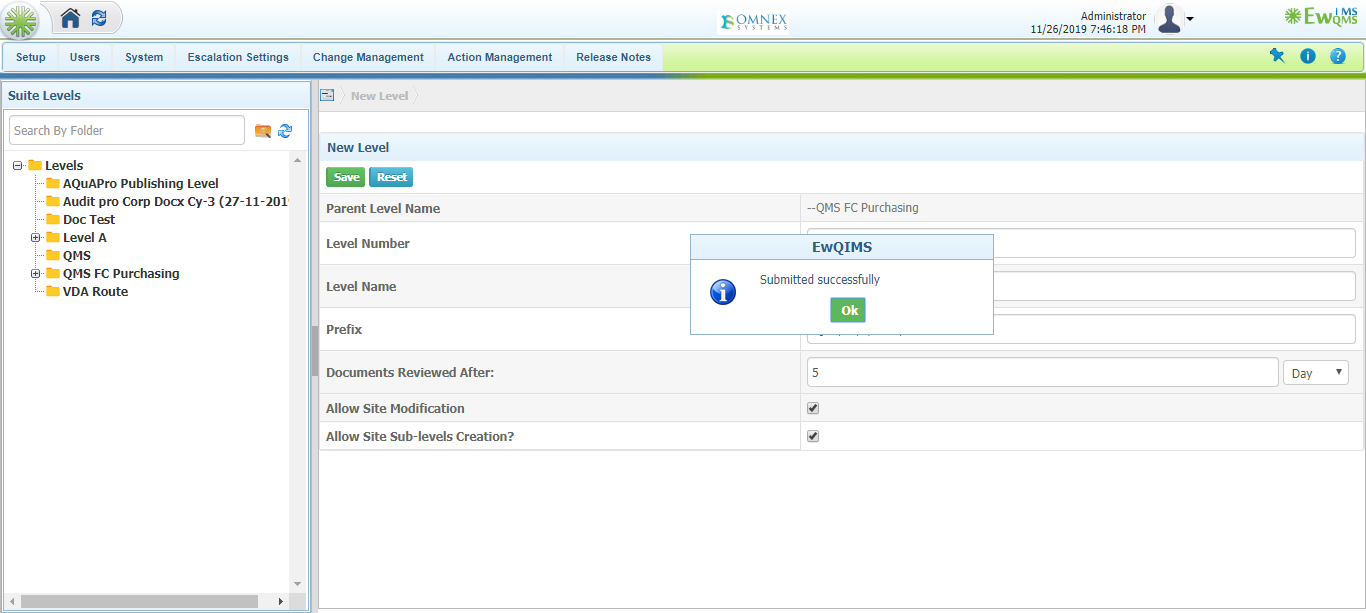 OMNEX
SYSTEMS
Administrator
11/26/2019 7:46:18 PM
EwQIMS
QMS
Setup Users System Escalation Settings Change Management Action Management Release Notes
Suite Levels
New Level
Search By Folder
Levels
AQuAPro Publishing Level
Audit pro Corp Docx Cy-3 (27-11-2019
Doc Test
Level A
QMS
QMS FC Purchasing
VDA Route
New Level
Save Reset
Parent Level Name --QMS FC Purchasing
Level Number
Level Name
Prefix
Documents Reviewed After: 5 Day
Allow Site Modification
Allow Site Sub-levels Creation?
EwQIMS
Submitted successfully
Ok